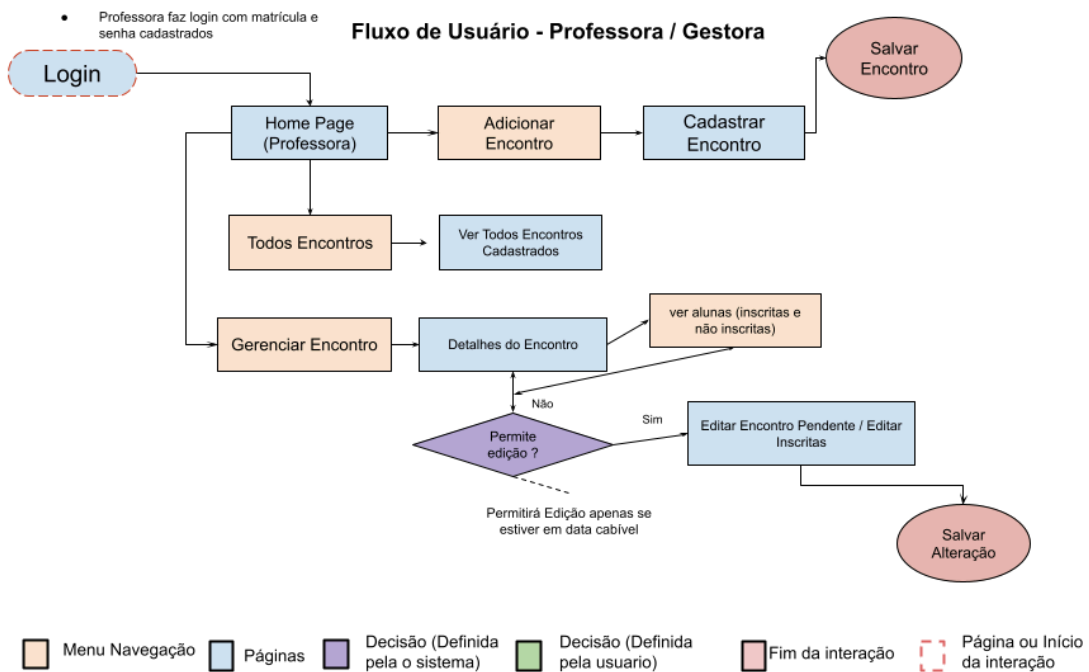 ● Professora faz login com matrícula e
senha cadastrados
Fluxo de Usuário - Professora / Gestora
Login
Salvar
Encontro
Home Page
(Professora)
Adicionar
Encontro
Cadastrar
Encontro
Todos Encontros
Ver Todos Encontros
Cadastrados
ver alunas (inscritas e
não inscritas)
Gerenciar Encontro
Detalhes do Encontro
Não
Sim
Permite
edição ?
Editar Encontro Pendente / Editar
Inscritas
Permitirá Edição apenas se
estiver em data cabível
Salvar
Alteração
Menu Navegação
Páginas
Decisão (Definida
pela o sistema)
Decisão (Definida
pela usuario)
Fim da interação
Página ou Início
da interação